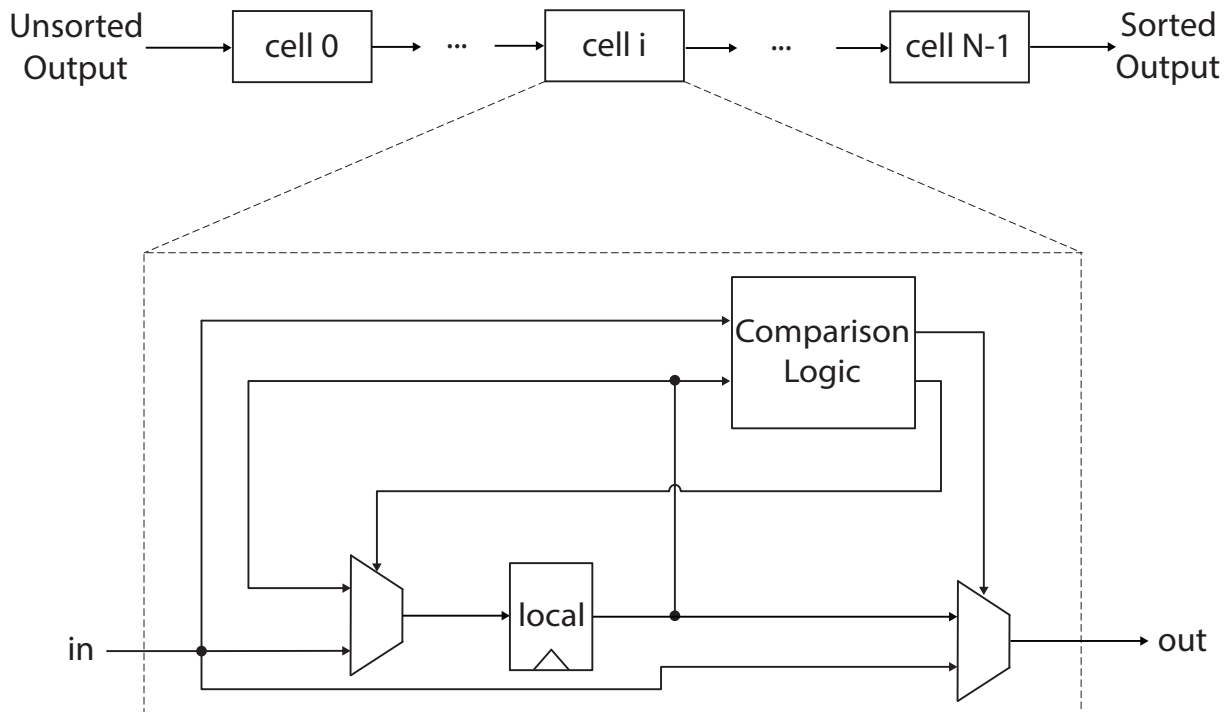 Unsorted
Output
cell 0
...
cell i
...
cell N-1
Sorted
Output
Comparison
Logic
local
in
out